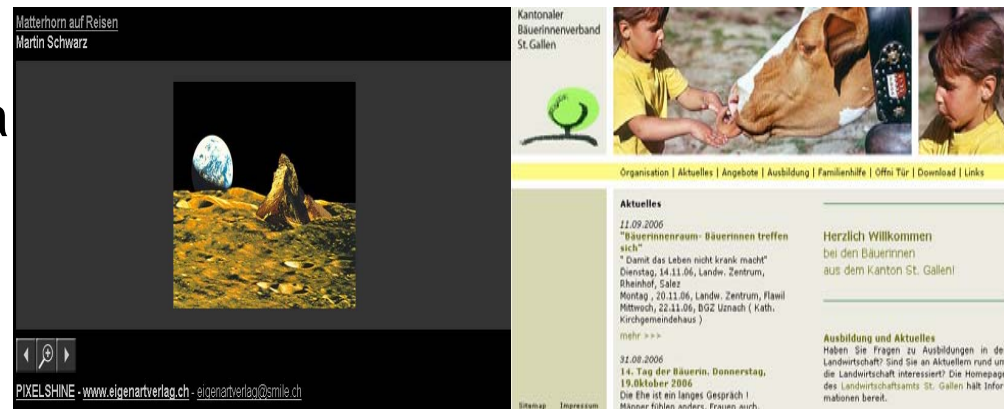 Matterhorn auf Reisen
Martin Schwarz
a
PIXELSHINE - www.eigenartverlag.ch - eigenartverlag@smile.ch
Kantonaler
Bäuerinnenverband
St. Gallen
Organisation | Aktuelles | Angebote | Ausbildung | Familienhilfe | Offni Tür | Download | Links
Aktuelles
11.09.2006
"Bäuerinnenraum- Bäuerinnen treffen
sich"
" Damit das Leben nicht krank macht"
Dienstag, 14.11.06, Landw. Zentrum,
Rheinhof, Salez
Montag , 20.11.06, Landw. Zentrum, Flawil
Mittwoch, 22.11.06, BGZ Uznach ( Kath.
Kirchgemeindehaus )
mehr >>>
31.08.2006
14. Tag der Bäuerin, Donnerstag,
19.Oktober 2006
Die Ehe ist ein langes Gespräch !
Männer fühlen anders, Frauen auch.
Herzlich Willkommen
bei den Bäuerinnen
aus dem Kanton St. Gallen!
Ausbildung und Aktuelles
Haben Sie Fragen zu Ausbildungen in der
Landwirtschaft? Sind Sie an Aktuellem rund um
die Landwirtschaft interessiert? Die Homepage
des Landwirtschaftsamts St. Gallen hält Infor
mationen bereit.
Sitemap Impressum